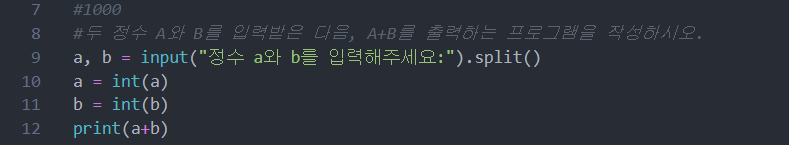 7 #1000
8 #두 정수 A와 B를 입력받은 다음, A+B를 출력하는 프로그램을 작성하시오.
9 a, b = input("정수 a와 b를 입력해주세요:").split()
10 a = int(a)
11 b = int(b)
12 print(a+b)